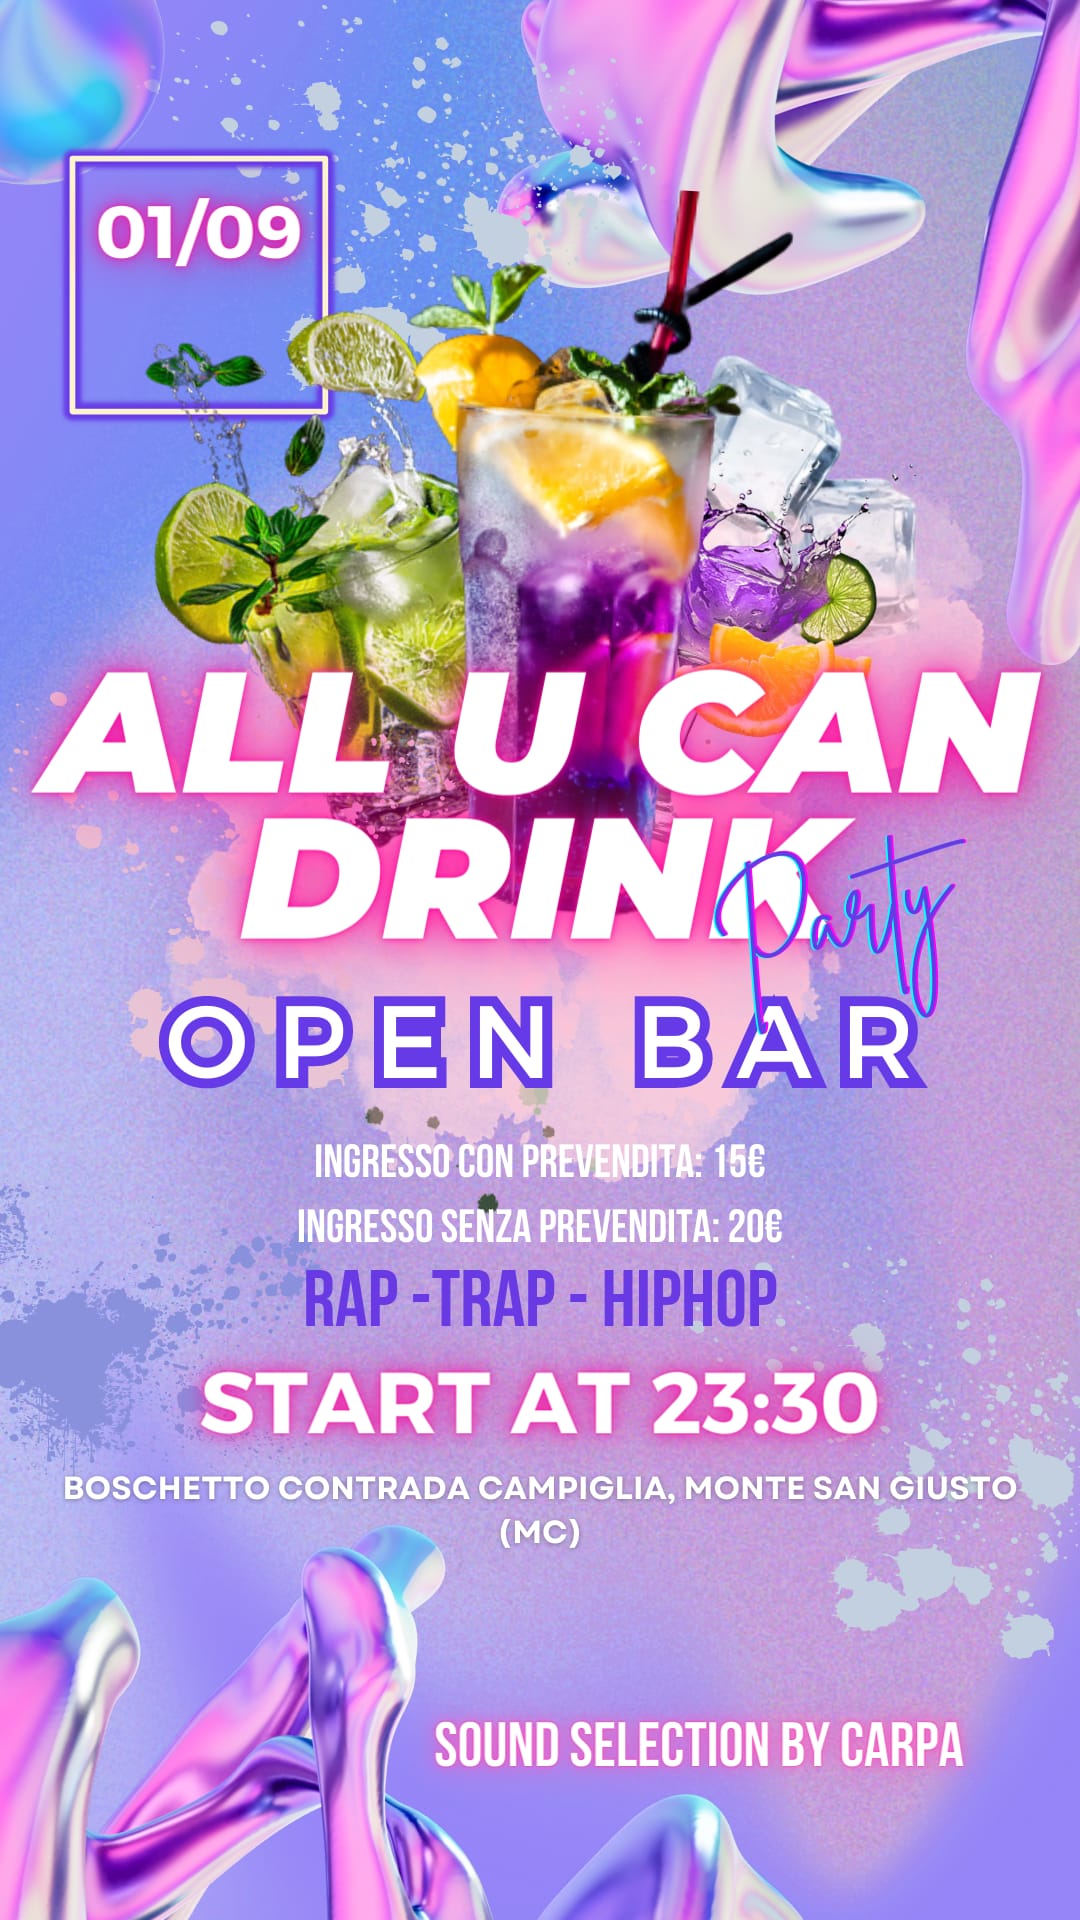 01/09
ALL U CAN
DRINK
Party
OPEN BAR
INGRESSO CON PREVENDITA: 15€
INGRESSO SENZA PREVENDITA: 20€
RAP -TRAP - HIPHOP
START AT 23:30
BOSCHETTO CONTRADA CAMPIGLIA, MONTE SAN GIUSTO
(MC)
SOUND SELECTION BY CARPA